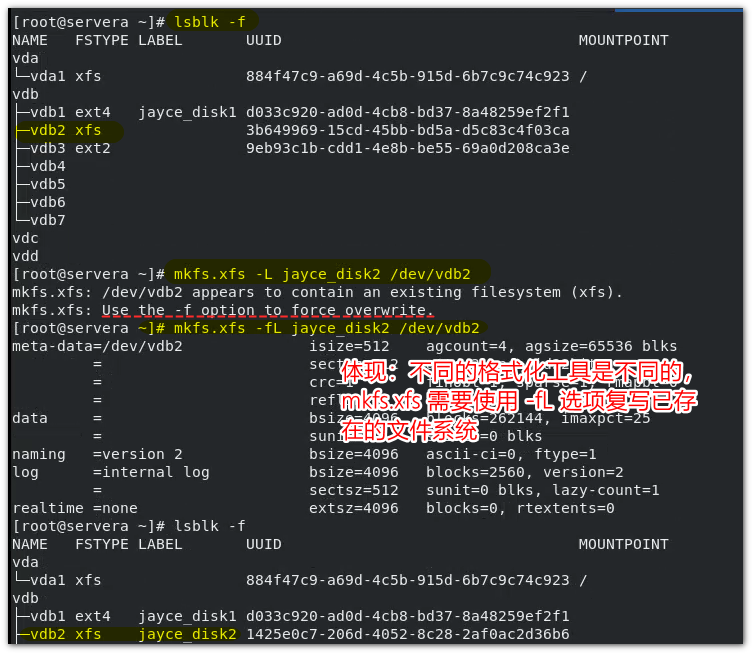 [root@servera ~]# lsblk -f
NAME   FSTYPE LABEL       UUID                                 MOUNTPOINT
vda
└─vda1 xfs                884f47c9-a69d-4c5b-915d-6b7c9c74c923 /
vdb
├─vdb1 ext4   jayce_disk1 d033c920-ad0d-4cb8-bd37-8a48259ef2f1
├─vdb2 xfs                3b649969-15cd-45bb-bd5a-d5c83c4f03ca
├─vdb3 ext2               9eb93c1b-cdd1-4e8b-be55-69a0d208ca3e
├─vdb4
├─vdb5
├─vdb6
└─vdb7
vdc
vdd
[root@servera ~]# mkfs.xfs -L jayce_disk2 /dev/vdb2
mkfs.xfs: /dev/vdb2 appears to contain an existing filesystem (xfs).
mkfs.xfs: Use the -f option to force overwrite.
[root@servera ~]# mkfs.xfs -fL jayce_disk2 /dev/vdb2
meta-data=/dev/vdb2              isize=512    agcount=4, agsize=65536 blks
         =
         =                       crc=1
         =
data     =                       bsize=4096   blocks=262144, imaxpct=25
         =                       blks
naming   =version 2              bsize=4096   ascii-ci=0, ftype=1
log      =internal log           bsize=4096   blocks=2560, version=2
         =                       sectsz=512   sunit=0 blks, lazy-count=1
realtime =none                   extsz=4096   blocks=0, rtextents=0
体现：不同的格式化工具是不同的，
mkfs.xfs 需要使用 -fL 选项复写已存
在的文件系统
[root@servera ~]# lsblk -f
NAME   FSTYPE LABEL       UUID                                 MOUNTPOINT
vda
└─vda1 xfs                884f47c9-a69d-4c5b-915d-6b7c9c74c923 /
vdb
├─vdb1 ext4   jayce_disk1 d033c920-ad0d-4cb8-bd37-8a48259ef2f1
├─vdb2 xfs    jayce_disk2 1425e0c7-206d-4052-8c28-2af0ac2d36b6